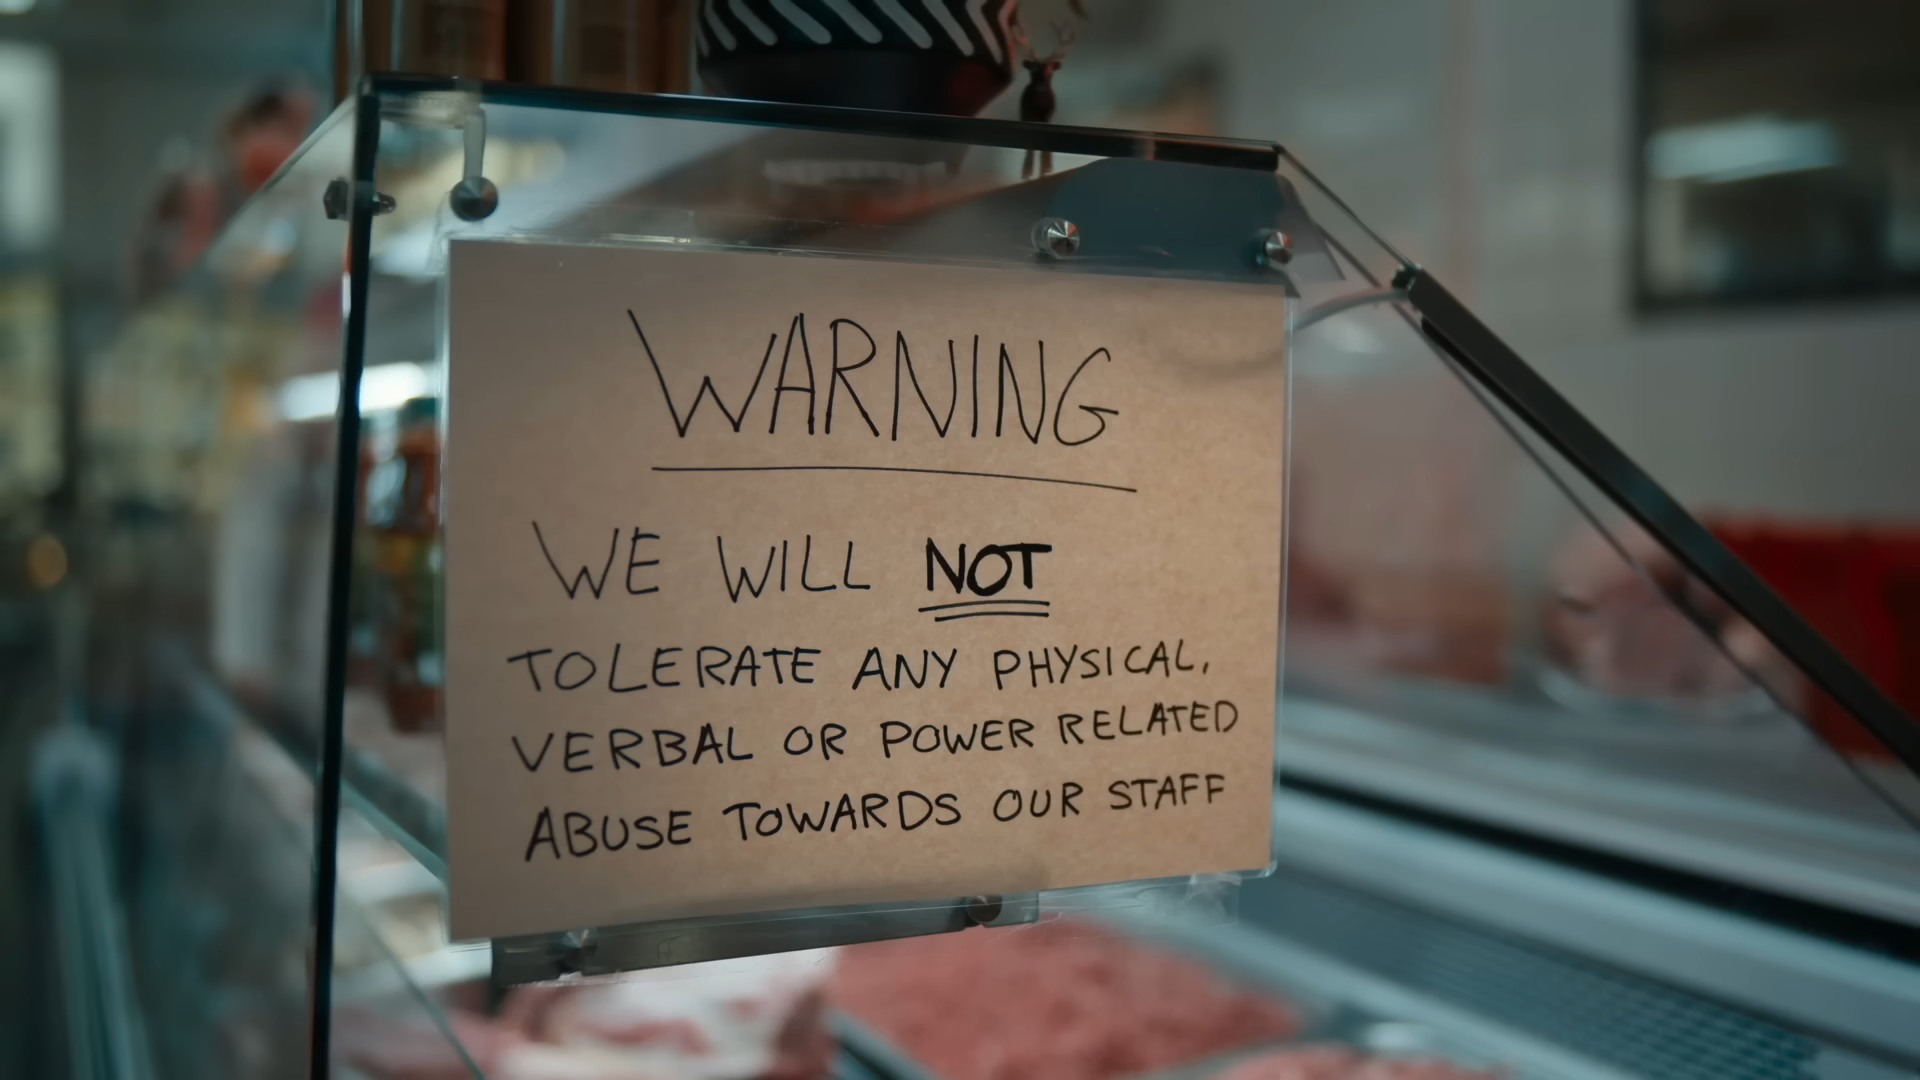 WARNING
WE WILL NOT
TOLERATE ANY PHYSICAL,
VERBAL OR POWER RELATED
ABUSE TOWARDS OUR STAFF